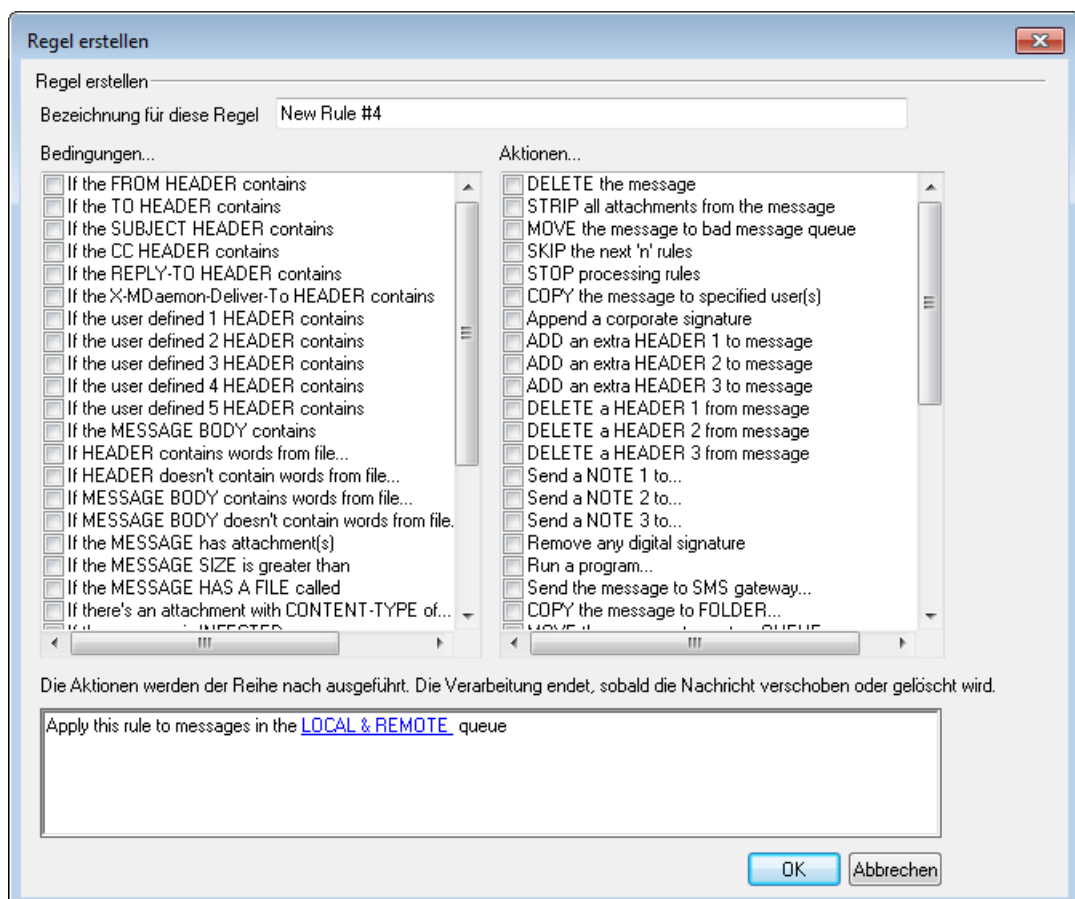 Regel erstellen
Regel erstellen
Bezeichnung für diese Regel New Rule #4
Bedingungen...
If the FROM HEADER contains
If the TO HEADER contains
If the SUBJECT HEADER contains
If the CC HEADER contains
If the REPLY-TO HEADER contains
If the X-MDaemon-Deliver-To HEADER contains
If the user defined 1 HEADER contains
If the user defined 2 HEADER contains
If the user defined 3 HEADER contains
If the user defined 4 HEADER contains
If the user defined 5 HEADER contains
If the MESSAGE BODY contains
If HEADER contains words from file...
If HEADER doesn't contain words from file...
If MESSAGE BODY contains words from file...
If MESSAGE BODY doesn't contain words from file.
If the MESSAGE has attachment(s)
If the MESSAGE SIZE is greater than
If the MESSAGE HAS A FILE called
If there's an attachment with CONTENT-TYPE of...
Aktionen...
DELETE the message
STRIP all attachments from the message
MOVE the message to bad message queue
SKIP the next 'n' rules
STOP processing rules
COPY the message to specified user(s)
Append a corporate signature
ADD an extra HEADER 1 to message
ADD an extra HEADER 2 to message
ADD an extra HEADER 3 to message
DELETE a HEADER 1 from message
DELETE a HEADER 2 from message
DELETE a HEADER 3 from message
Send a NOTE 1 to...
Send a NOTE 2 to...
Send a NOTE 3 to...
Remove any digital signature
Run a program...
Send the message to SMS gateway...
COPY the message to FOLDER...
Die Aktionen werden der Reihe nach ausgeführt. Die Verarbeitung endet, sobald die Nachricht verschoben oder gelöscht wird.
Apply this rule to messages in the LOCAL & REMOTE queue
OK
Abbrechen